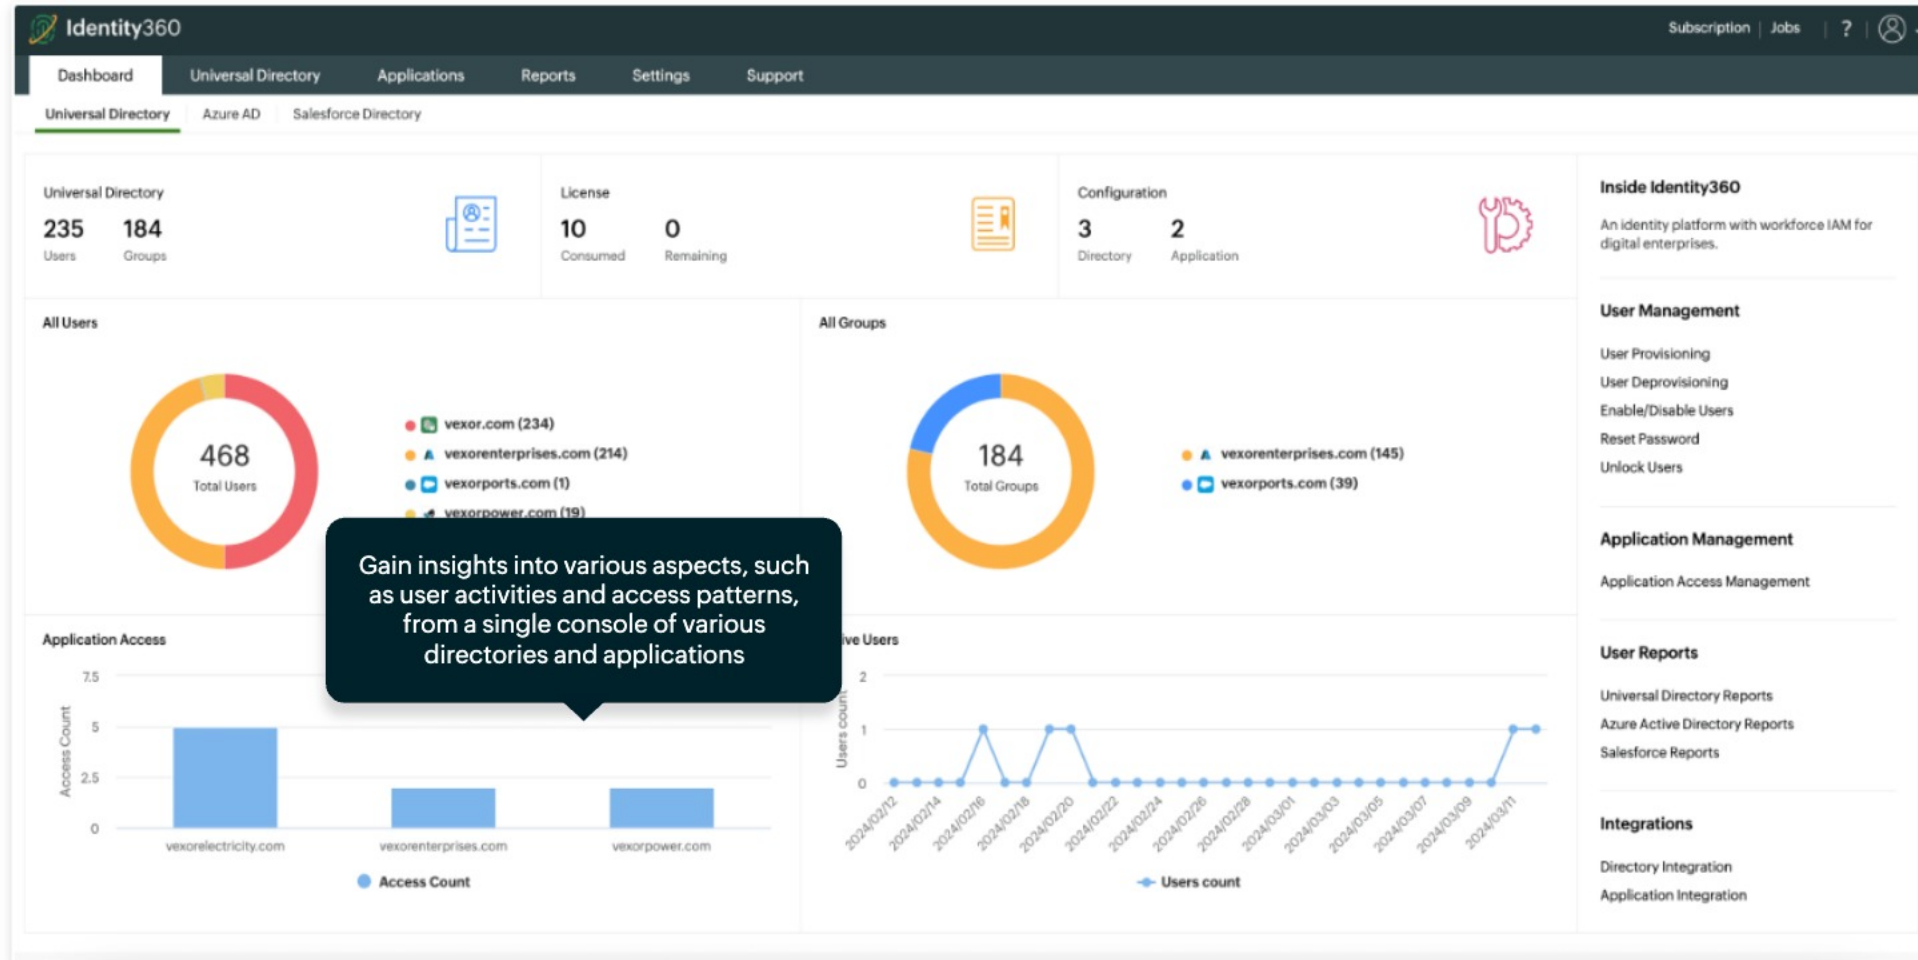 Identity360
Subscription | Jobs | ?
Dashboard Universal Directory Applications Reports Settings Support
Universal Directory Azure AD Salesforce Directory
Universal Directory
235 184
Users Groups
License
10 0
Consumed Remaining
Configuration
3 2
Directory Application
All Users
468
Total Users
vexor.com (234)
vexorenterprises.com (214)
vexorports.com (1)
vexorpower.com (19)
All Groups
184
Total Groups
vexorenterprises.com (145)
vexorports.com (39)
Gain insights into various aspects, such
as user activities and access patterns,
from a single console of various
directories and applications
Application Access
Access Count
7.5
5
2.5
0
vexorelectricity.com vexorenterprises.com vexorpower.com
Access Count
ive Users
Users count
2
1
0
2024/02/12 2024/02/14 2024/02/16 2024/02/18 2024/02/20 2024/02/22 2024/02/24 2024/02/26 2024/02/28 2024/03/01 2024/03/03 2024/03/05 2024/03/07 2024/03/09 2024/03/11
Users count
Inside Identity360
An identity platform with workforce IAM for
digital enterprises.
User Management
User Provisioning
User Deprovisioning
Enable/Disable Users
Reset Password
Unlock Users
Application Management
Application Access Management
User Reports
Universal Directory Reports
Azure Active Directory Reports
Salesforce Reports
Integrations
Directory Integration
Application Integration